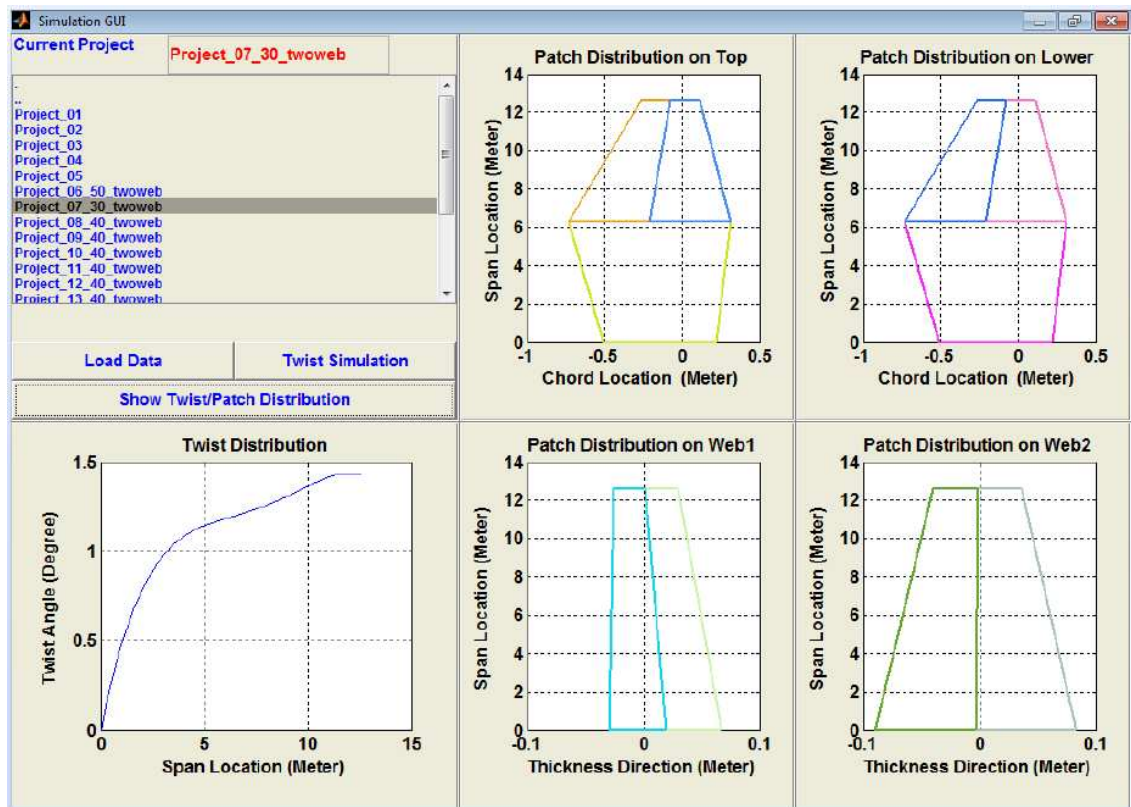 Simulation GUI
Current Project
Project_07_30_twoweb
.
..
Project_01
Project_02
Project_03
Project_04
Project_05
Project_06_50_twoweb
Project_07_30_twoweb
Project_08_40_twoweb
Project_09_40_twoweb
Project_10_40_twoweb
Project_11_40_twoweb
Project_12_40_twoweb
Project_13_40_twoweb
Load Data
Twist Simulation
Show Twist/Patch Distribution
Patch Distribution on Top
14
12
10
8
6
4
2
0
-1
-0.5
0
0.5
Span Location (Meter)
Chord Location (Meter)
Patch Distribution on Lower
14
12
10
8
6
4
2
0
-1
-0.5
0
0.5
Span Location (Meter)
Chord Location (Meter)
Twist Distribution
1.5
1
0.5
0
0
5
10
15
Twist Angle (Degree)
Span Location (Meter)
Patch Distribution on Web1
14
12
10
8
6
4
2
0
-0.1
0
0.1
Span Location (Meter)
Thickness Direction (Meter)
Patch Distribution on Web2
14
12
10
8
6
4
2
0
-0.1
0
0.1
Span Location (Meter)
Thickness Direction (Meter)